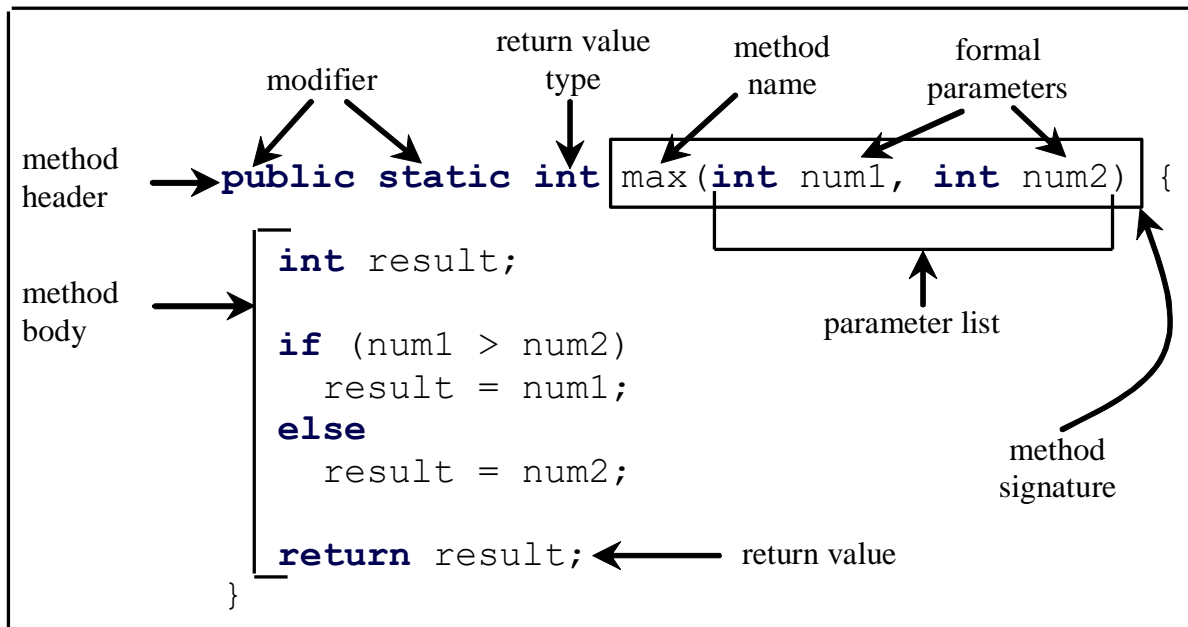 return value
type
method
name
formal
parameters
modifier
method
header
public static int max(int num1, int num2) {
int result;
method
body
parameter list
if (num1 > num2)
result = num1;
else
result = num2;
method
signature
return result;
return value
}